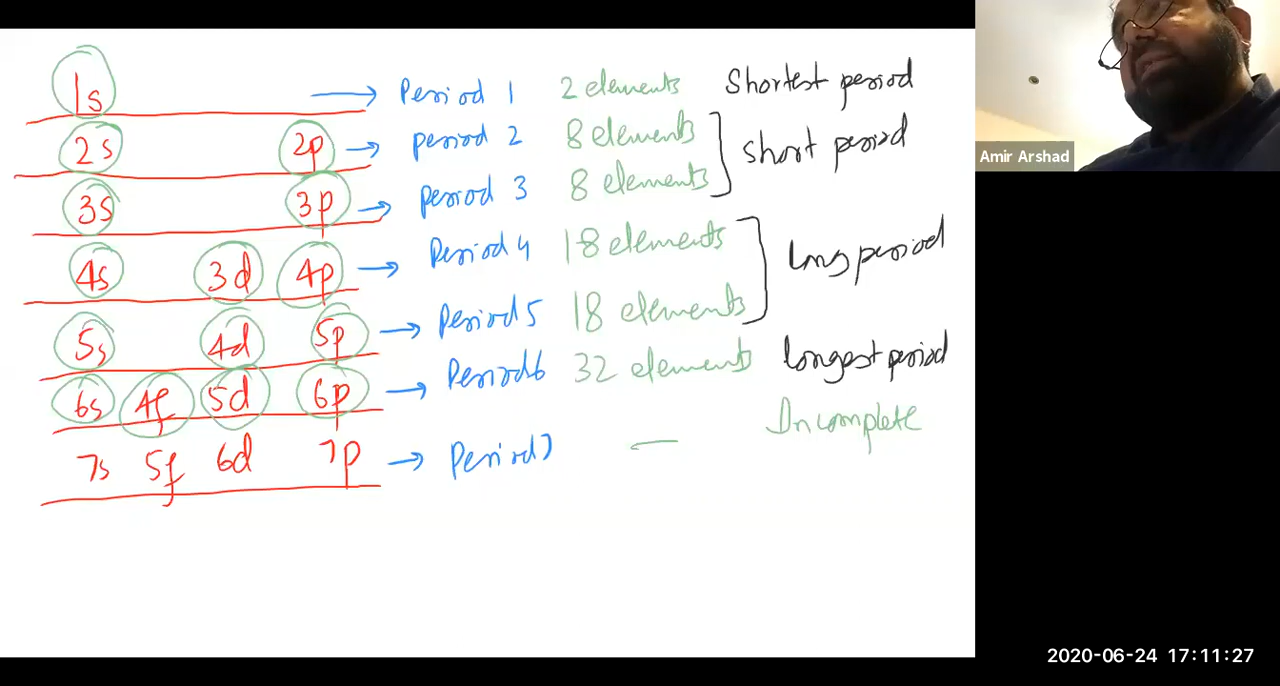 1s → Period 1 2 elements Shortest period
2s 2p → period 2 8 elements
short period
3s 3p → period 3 8 elements
4s 3d 4p → Period 4 18 elements
Long period
5s 4d 5p → Period 5 18 elements
6s 4f 5d 6p → Period 6 32 elements longest period
7s 5f 6d 7p → Period 7 — Incomplete
Amir Arshad
2020-06-24 17:11:27